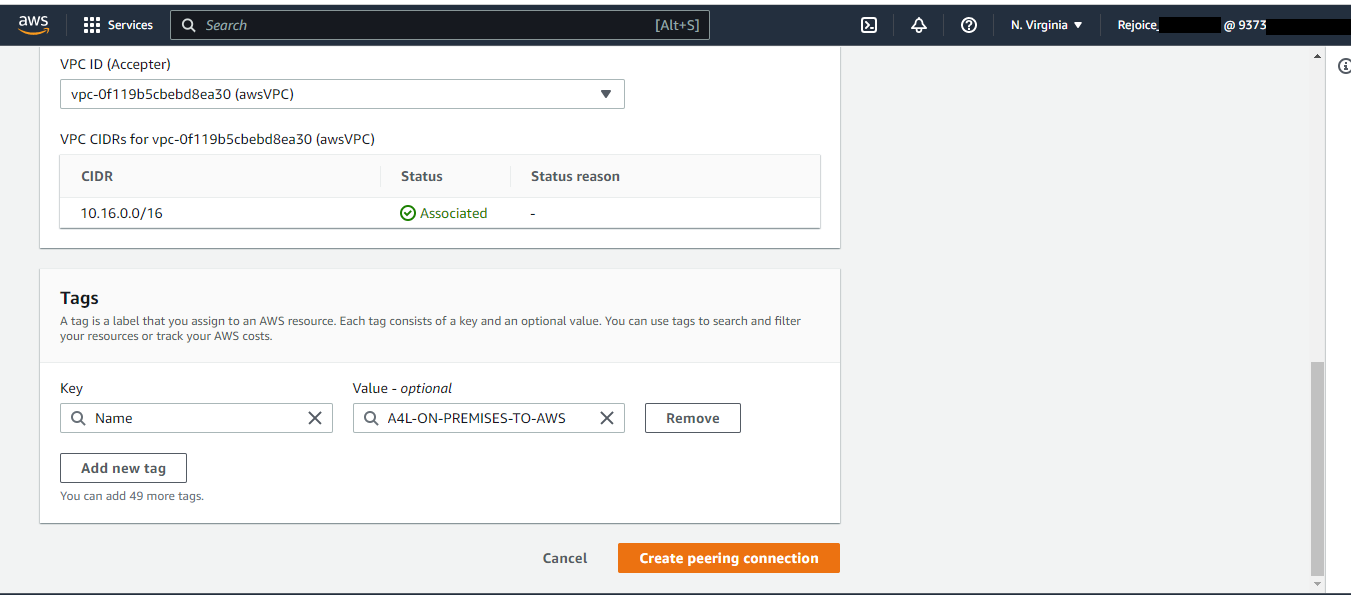 aws Services Search [Alt+S] N. Virginia Rejoice @ 9373
VPC ID (Accepter)
vpc-0f119b5cbebd8ea30 (awsVPC)
VPC CIDRs for vpc-0f119b5cbebd8ea30 (awsVPC)
CIDR Status Status reason
10.16.0.0/16 Associated -
Tags
A tag is a label that you assign to an AWS resource. Each tag consists of a key and an optional value. You can use tags to search and filter
your resources or track your AWS costs.
Key Value - optional
Name A4L-ON-PREMISES-TO-AWS Remove
Add new tag
You can add 49 more tags.
Cancel Create peering connection